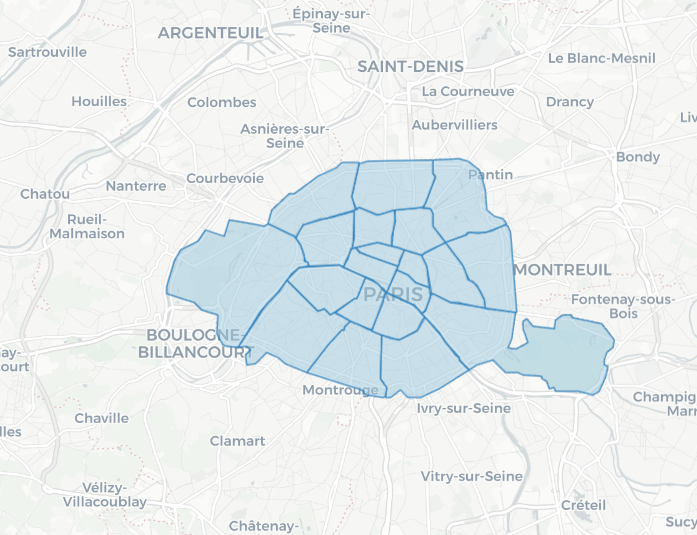 Épinay-sur-
Seine
ARGENTEUIL
Sartrouville
Le Blanc-Mesnil
SAINT-DENIS
La Courneuve
Houilles
Colombes
Drancy
Liv
Asnières-sur-
Seine
Aubervilliers
Bondy
Pantin
Courbevoie
Nanterre
Chatou
Rueil-
Malmaison
MONTREUIL
PARIS
Fontenay-sous-
Bois
BOULOGNE-
BILLANCOURT
ay-
court
Montrouge
Champig
Marn
Ivry-sur-Seine
Chaville
lles
Clamart
Vitry-sur-Seine
Vélizy-
Villacoublay
Créteil
Châtenay-
Sucy